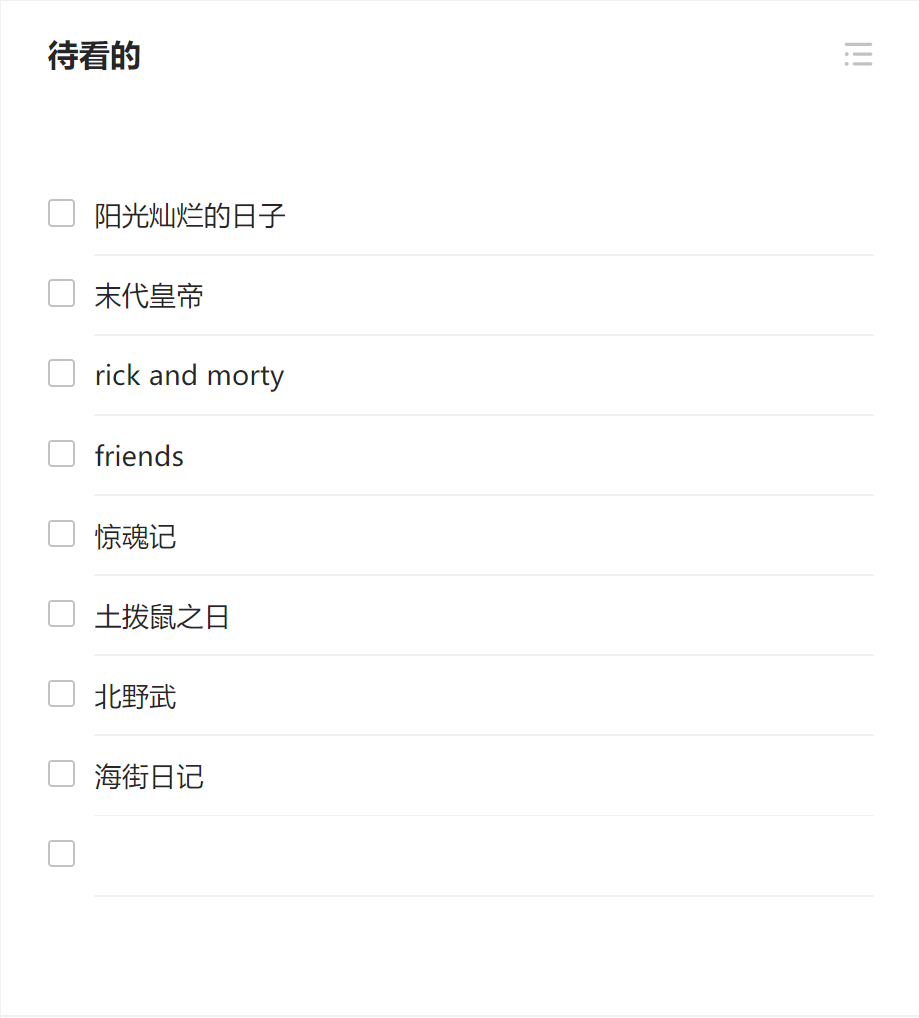 待看的
阳光灿烂的日子
末代皇帝
rick and morty
friends
惊魂记
土拨鼠之日
北野武
海街日记